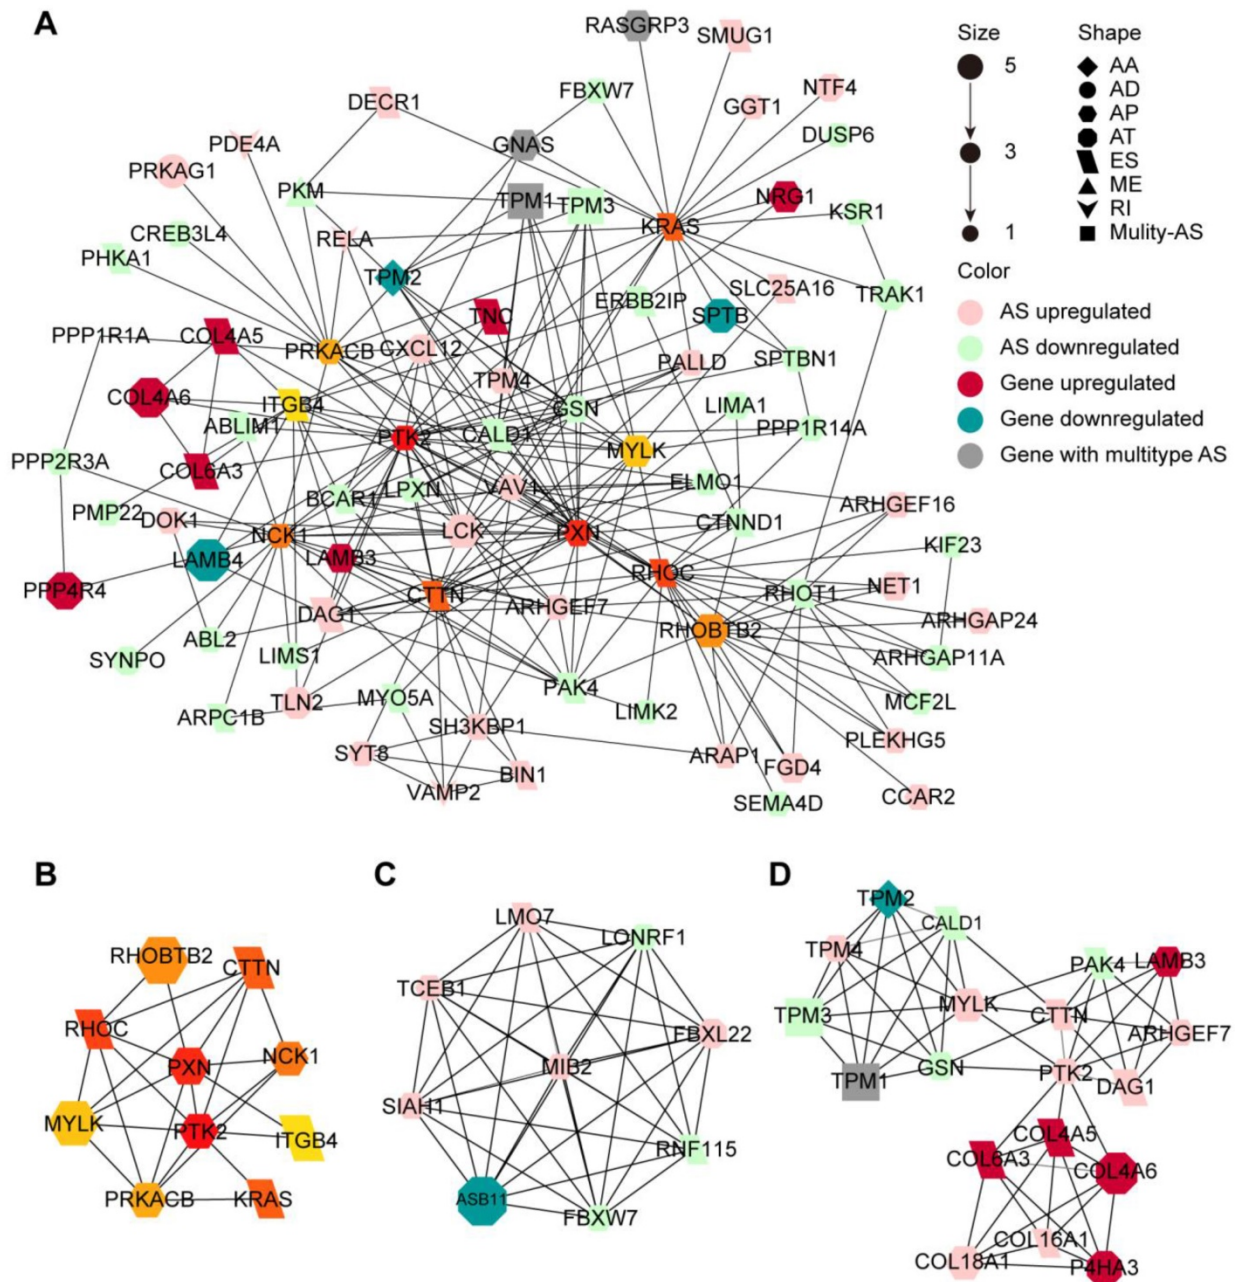 A
RASGRP3
SMUG1
Size
Shape
5
AA
AD
AP
AT
3
ES
ME
RI
1
Mulity-AS
Color
AS upregulated
AS downregulated
Gene upregulated
Gene downregulated
Gene with multitype AS
DECR1
FBXW7
GGT1
NTF4
DUSP6
PDE4A
GNAS
PRKAG1
PKM
TPM1
TPM3
NRG1
KRAS
KSR1
CREB3L4
RELA
PHKA1
TPM2
ERBB2IP
SLC25A16
TRAK1
TNC
SPTB
PPP1R1A
COL4A5
PRKACB
CXCL12
PALLD
SPTBN1
TPM4
COL4A6
ITGB4
GSN
LIMA1
ABLIM1
PTK2
CALD1
MYLK
PPP1R14A
PPP2R3A
COL6A3
BCAR1
LPXN
VAV1
ELMO1
ARHGEF16
PMP22
DOK1
NCK1
LCK
PXN
CTNND1
KIF23
LAMB4
LAMB3
RHOC
NET1
PPP4R4
CTTN
RHOT1
DAG1
ARHGEF7
RHOBTB2
ARHGAP24
SYNPO
ABL2
LIMS1
ARHGAP11A
PAK4
TLN2
MYO5A
LIMK2
MCF2L
ARPC1B
SH3KBP1
PLEKHG5
SYT8
ARAP1
FGD4
BIN1
VAMP2
SEMA4D
CCAR2
B
RHOBTB2
CTTN
RHOC
PXN
NCK1
MYLK
PTK2
ITGB4
PRKACB
KRAS
C
LMO7
LONRF1
TCEB1
FBXL22
MIB2
SIAH1
RNF115
ASB11
FBXW7
D
TPM2
CALD1
TPM4
PAK4
LAMB3
MYLK
TPM3
CTTN
ARHGEF7
GSN
TPM1
PTK2
DAG1
COL4A5
COL6A3
COL4A6
COL16A1
COL18A1
P4HA3